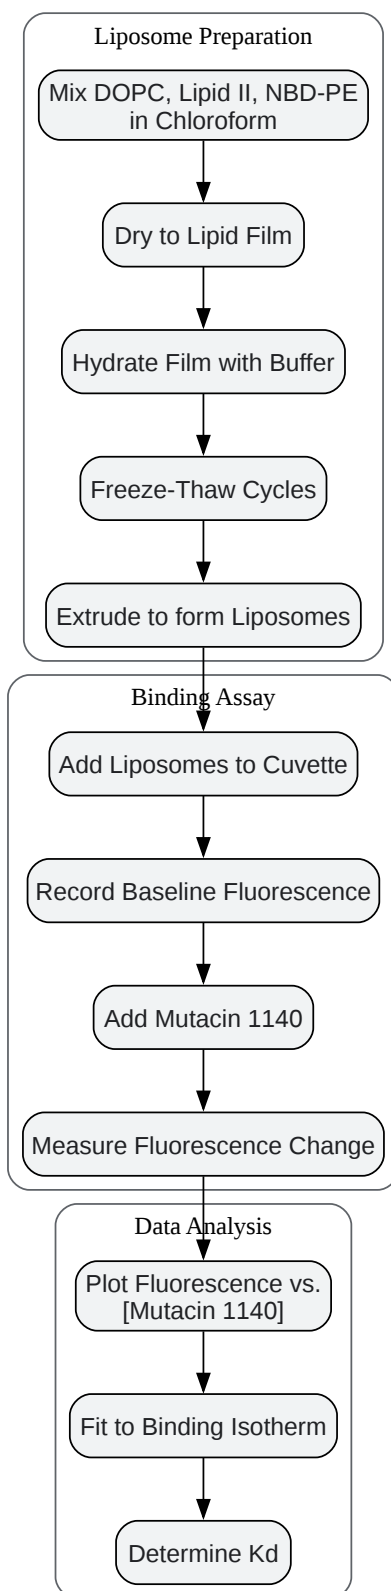 Liposome Preparation
Mix DOPC, Lipid II, NBD-PE
in Chloroform
Dry to Lipid Film
Hydrate Film with Buffer
Freeze-Thaw Cycles
Extrude to form Liposomes
Binding Assay
Add Liposomes to Cuvette
Record Baseline Fluorescence
Add Mutacin 1140
Measure Fluorescence Change
Data Analysis
Plot Fluorescence vs.
[Mutacin 1140]
Fit to Binding Isotherm
Determine Kd